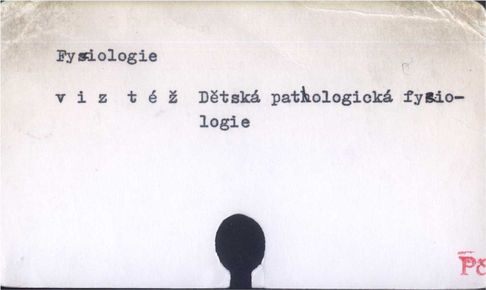 Fysiologie
v i z t é ž Dětská pathologická fysio-
logie